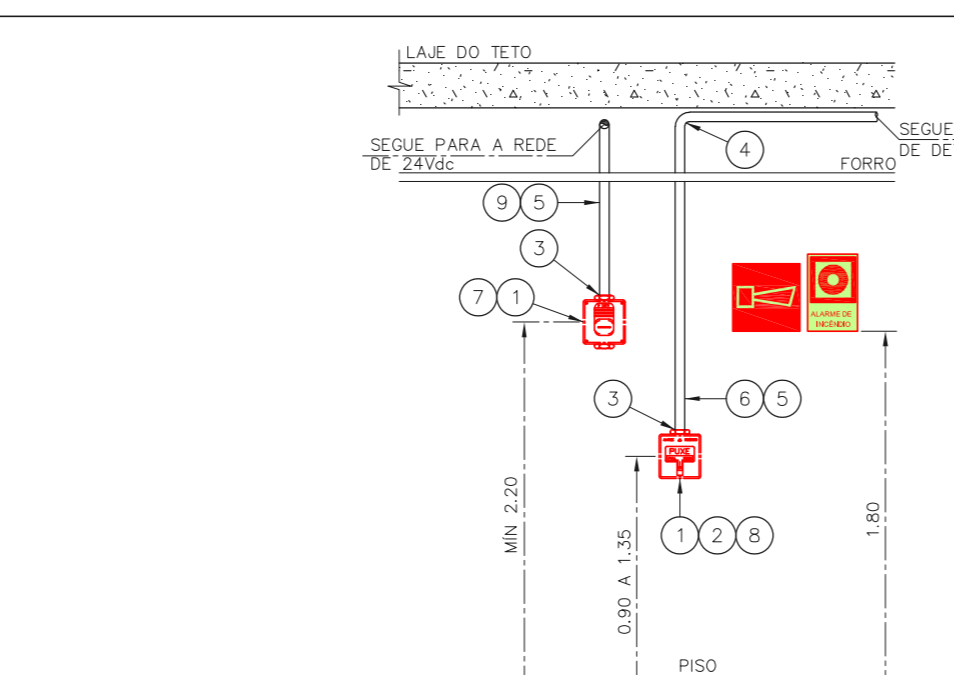 LAJE DO TETO
SEGUE PARA A REDE
DE 24Vdc
SEGUE
DE DE
4
FORRO
9 5
3
7 1
ALARME DE
INCÊNDIO
3
6 5
PUXE
1 2 8
MÍN 2.20
0.90 A 1.35
1.80
PISO